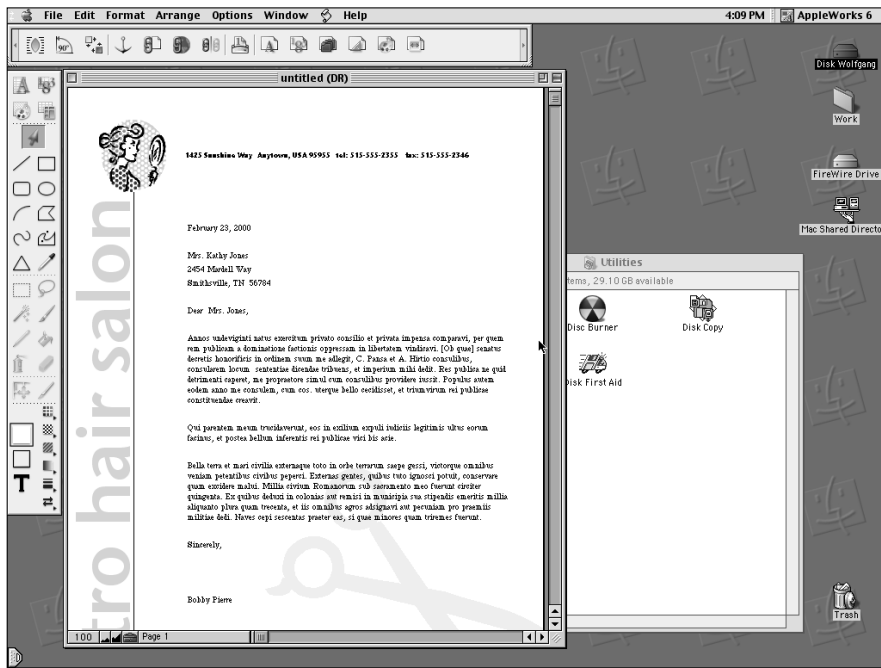 File Edit Format Arrange Options Window Help 4:09 PM AppleWorks 6
90°
untitled (DR)
Disk Wolfgang
Work
FireWire Drive
Mac Shared Directo
1425 Sunshine Way Anytown, USA 95955 tel: 515-555-2355 fax: 515-555-2346
tro hair salon
February 23, 2000
Mrs. Kathy Jones
2454 Mardell Way
Smithsville, TN 56784
Dear Mrs. Jones,
Annos undeviginti natus exercitum privato consilio et privata impensa comparavi, per quem
rem publicam a dominatione factionis oppressam in libertatem vindicavi. [Ob quae] senatus
decretis honorificis in ordinem suum me adlegit, C. Pansa et A. Hirtio consulibus,
consularem locum sententiae dicendae tribuens, et imperium mihi dedit. Res publica ne quid
detrimenti caperet, me propraetore simul cum consulibus providere iussit. Populus autem
eodem anno me consulem, cum cos. uterque bello cecidisset, et triumvirum rei publicae
constituendae creavit.
Qui parentem meum trucidaverunt, eos in exilium expuli iudiciis legitimis ultus eorum
facinus, et postea bellum inferentis rei publicae vici bis acie.
Bella terra et mari civilia externaque toto in orbe terrarum saepe gessi, victorque omnibus
veniam petentibus civibus peperci. Externas gentes, quibus tuto ignosci potuit, conservare
quam excidere malui. Millia civium Romanorum sub sacramento meo fuerunt circiter
quingenta. Ex quibus deduxi in colonias aut remisi in municipia sua stipendis emeritis millia
aliquanto plura quam trecenta, et iis omnibus agros adsignavi aut pecuniam pro praemiis
militiae dedi. Naves cepi sescentas praeter eas, si quae minores quam triremes fuerunt.
Sincerely,
Bobby Pierre
100 Page 1
Utilities
tems, 29.10 GB available
Disc Burner
Disk Copy
Disk First Aid
Trash